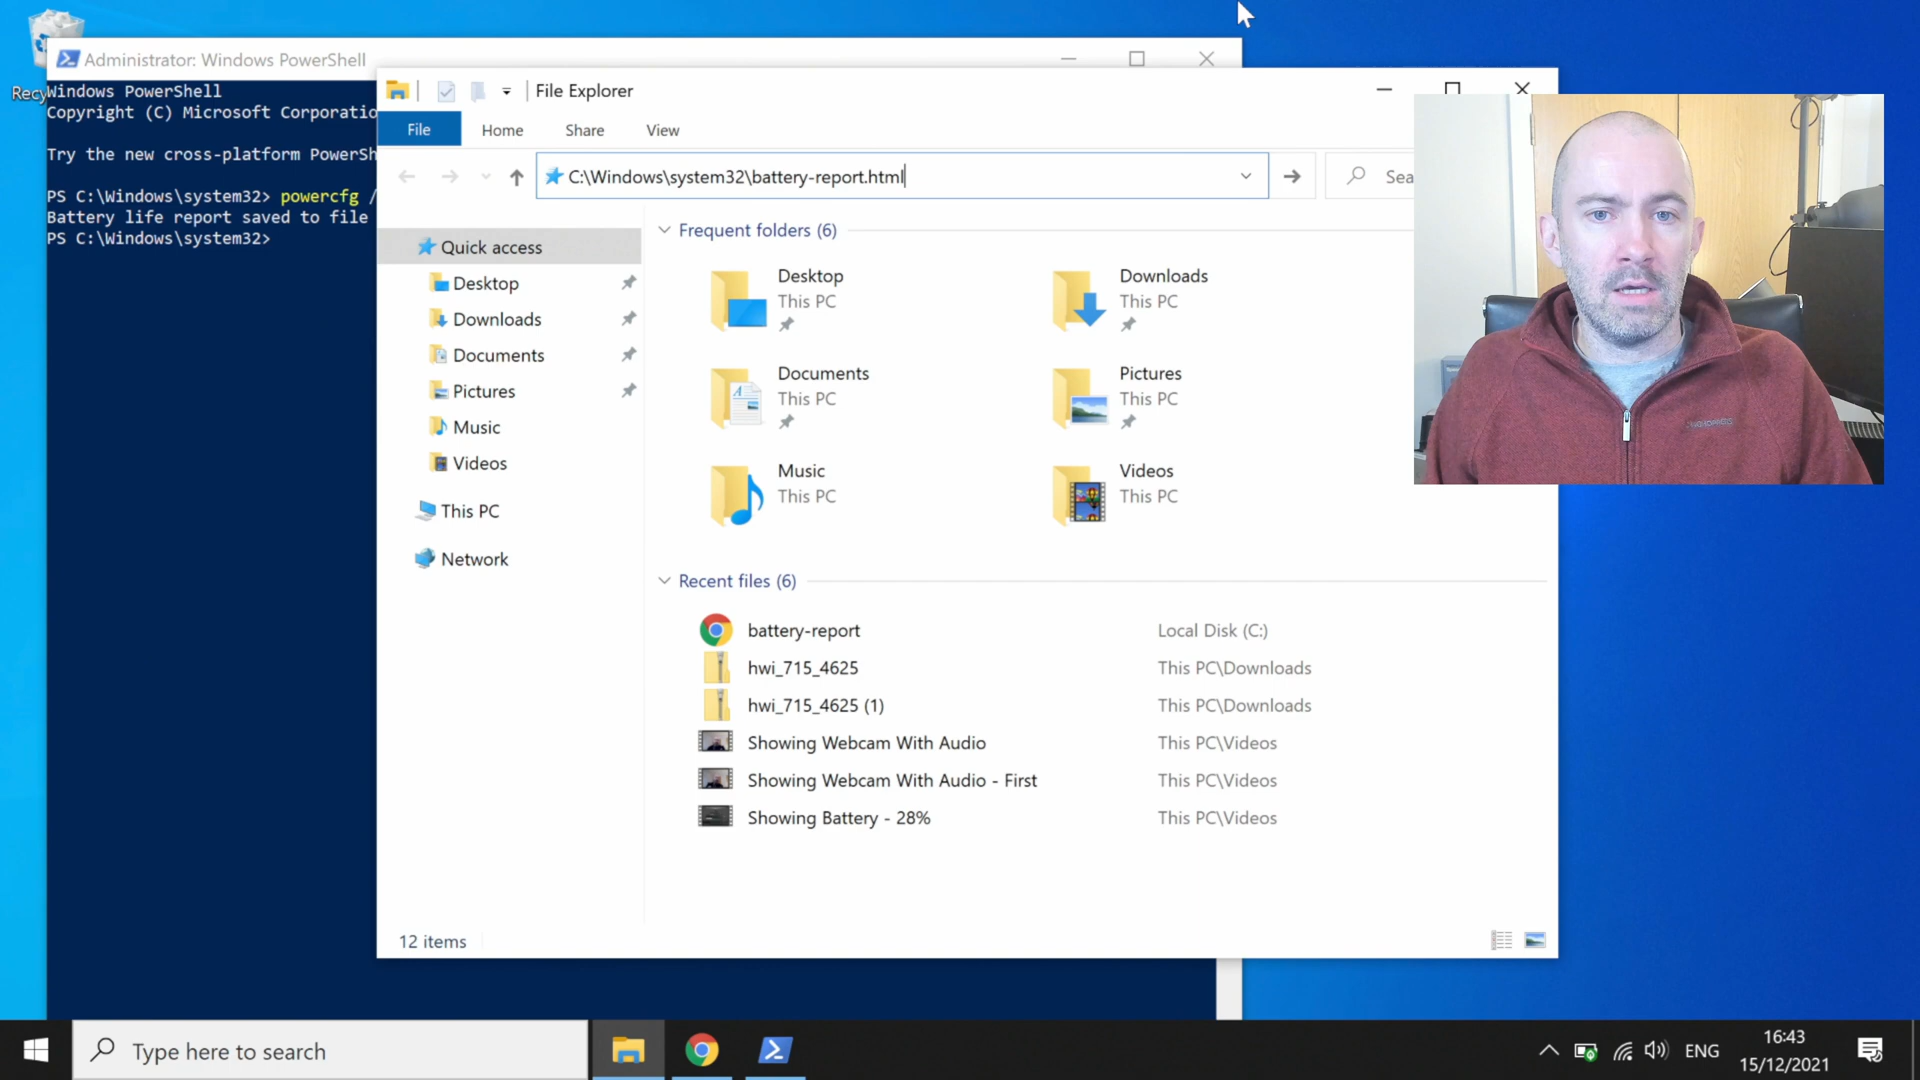 Recy
Administrator: Windows PowerShell
Windows PowerShell
Copyright (C) Microsoft Corporatio
Try the new cross-platform PowerSh
PS C:\Windows\system32> powercfg /
Battery life report saved to file
PS C:\Windows\system32>
File Explorer
File Home Share View
C:\Windows\system32\battery-report.html
Sea
Quick access
Desktop
Downloads
Documents
Pictures
Music
Videos
This PC
Network
Frequent folders (6)
Desktop
This PC
Downloads
This PC
Documents
This PC
Pictures
This PC
Music
This PC
Videos
This PC
Recent files (6)
battery-report Local Disk (C:)
hwi_715_4625 This PC\Downloads
hwi_715_4625 (1) This PC\Downloads
Showing Webcam With Audio This PC\Videos
Showing Webcam With Audio - First This PC\Videos
Showing Battery - 28% This PC\Videos
12 items
Type here to search
ENG
16:43
15/12/2021